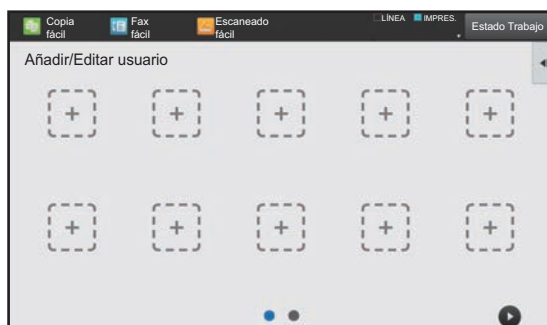 Copia
fácil
Fax
fácil
Escaneado
fácil
LÍNEA
IMPRES.
Estado Trabajo
Añadir/Editar usuario
+ + + + +
+ + + + +